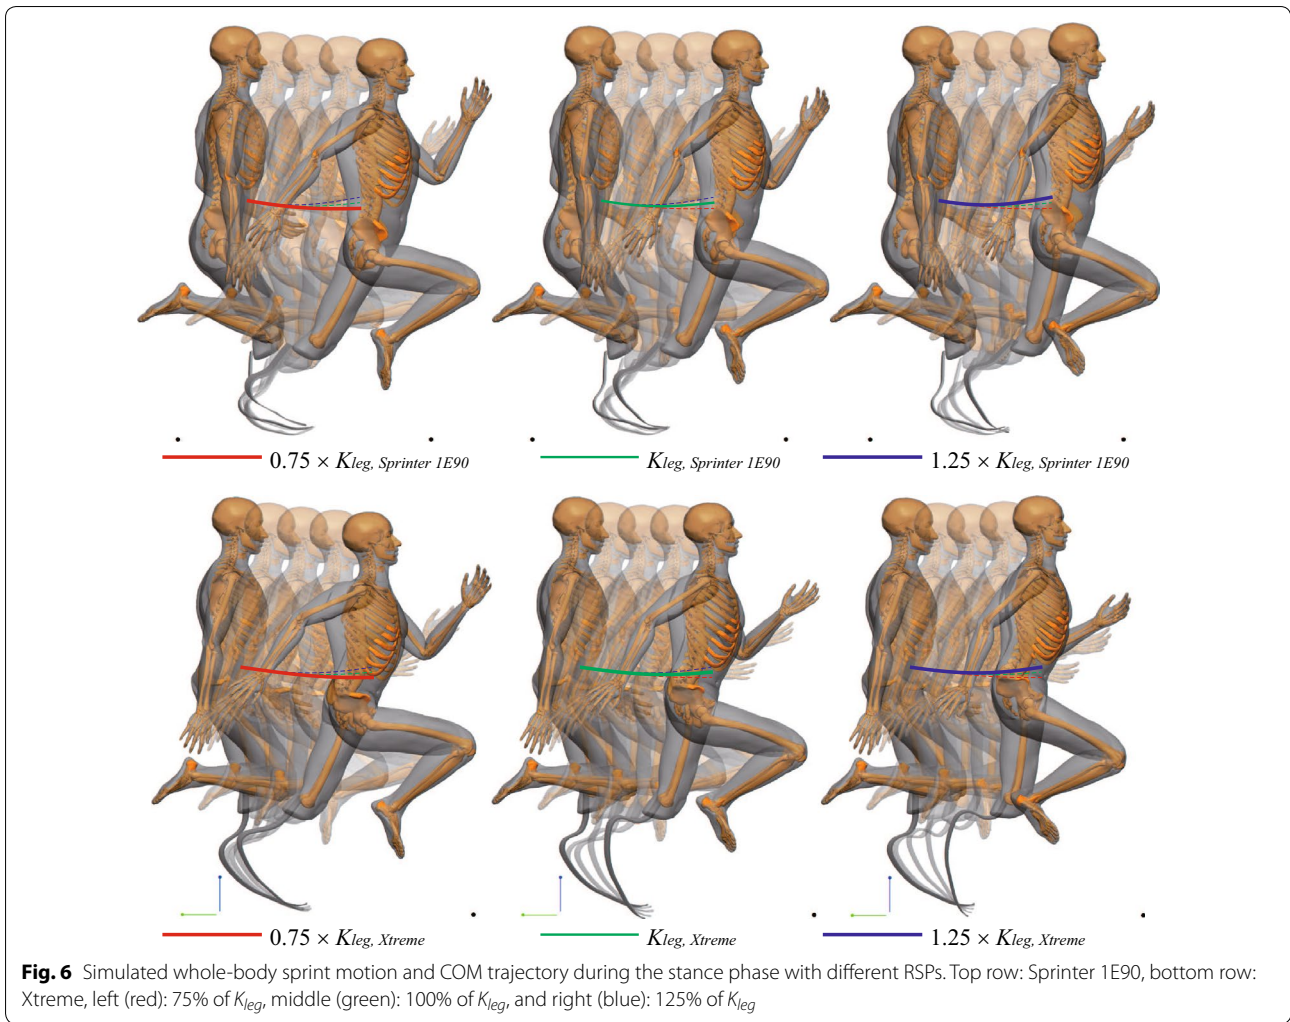 0.75 × Kleg, Sprinter 1E90
Kleg, Sprinter 1E90
1.25 × Kleg, Sprinter 1E90
0.75 × Kleg, Xtreme
Kleg, Xtreme
1.25 × Kleg, Xtreme
Fig. 6 Simulated whole-body sprint motion and COM trajectory during the stance phase with different RSPs. Top row: Sprinter 1E90, bottom row:
Xtreme, left (red): 75% of Kleg, middle (green): 100% of Kleg, and right (blue): 125% of Kleg